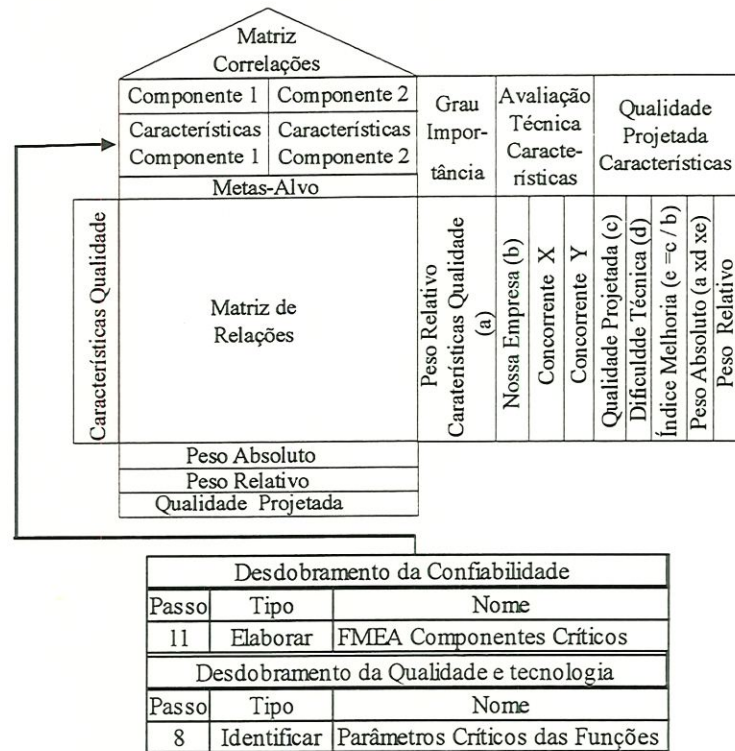 Matriz
Correlações
Componente 1 Componente 2
Características Características
Componente 1 Componente 2
Metas-Alvo
Grau
Impor-
tância
Avaliação
Técnica
Caracte-
rísticas
Qualidade
Projetada
Características
Características Qualidade
Matriz de
Relações
Peso Relativo
Caraterísticas Qualidade
(a)
Nossa Empresa (b)
Concorrente X
Concorrente Y
Qualidade Projetada (c)
Dificuldde Técnica (d)
Índice Melhoria (e =c / b)
Peso Absoluto (a xd xe)
Peso Relativo
Peso Absoluto
Peso Relativo
Qualidade Projetada
Desdobramento da Confiabilidade
Passo Tipo Nome
11 Elaborar FMEA Componentes Críticos
Desdobramento da Qualidade e tecnologia
Passo Tipo Nome
8 Identificar Parâmetros Críticos das Funções